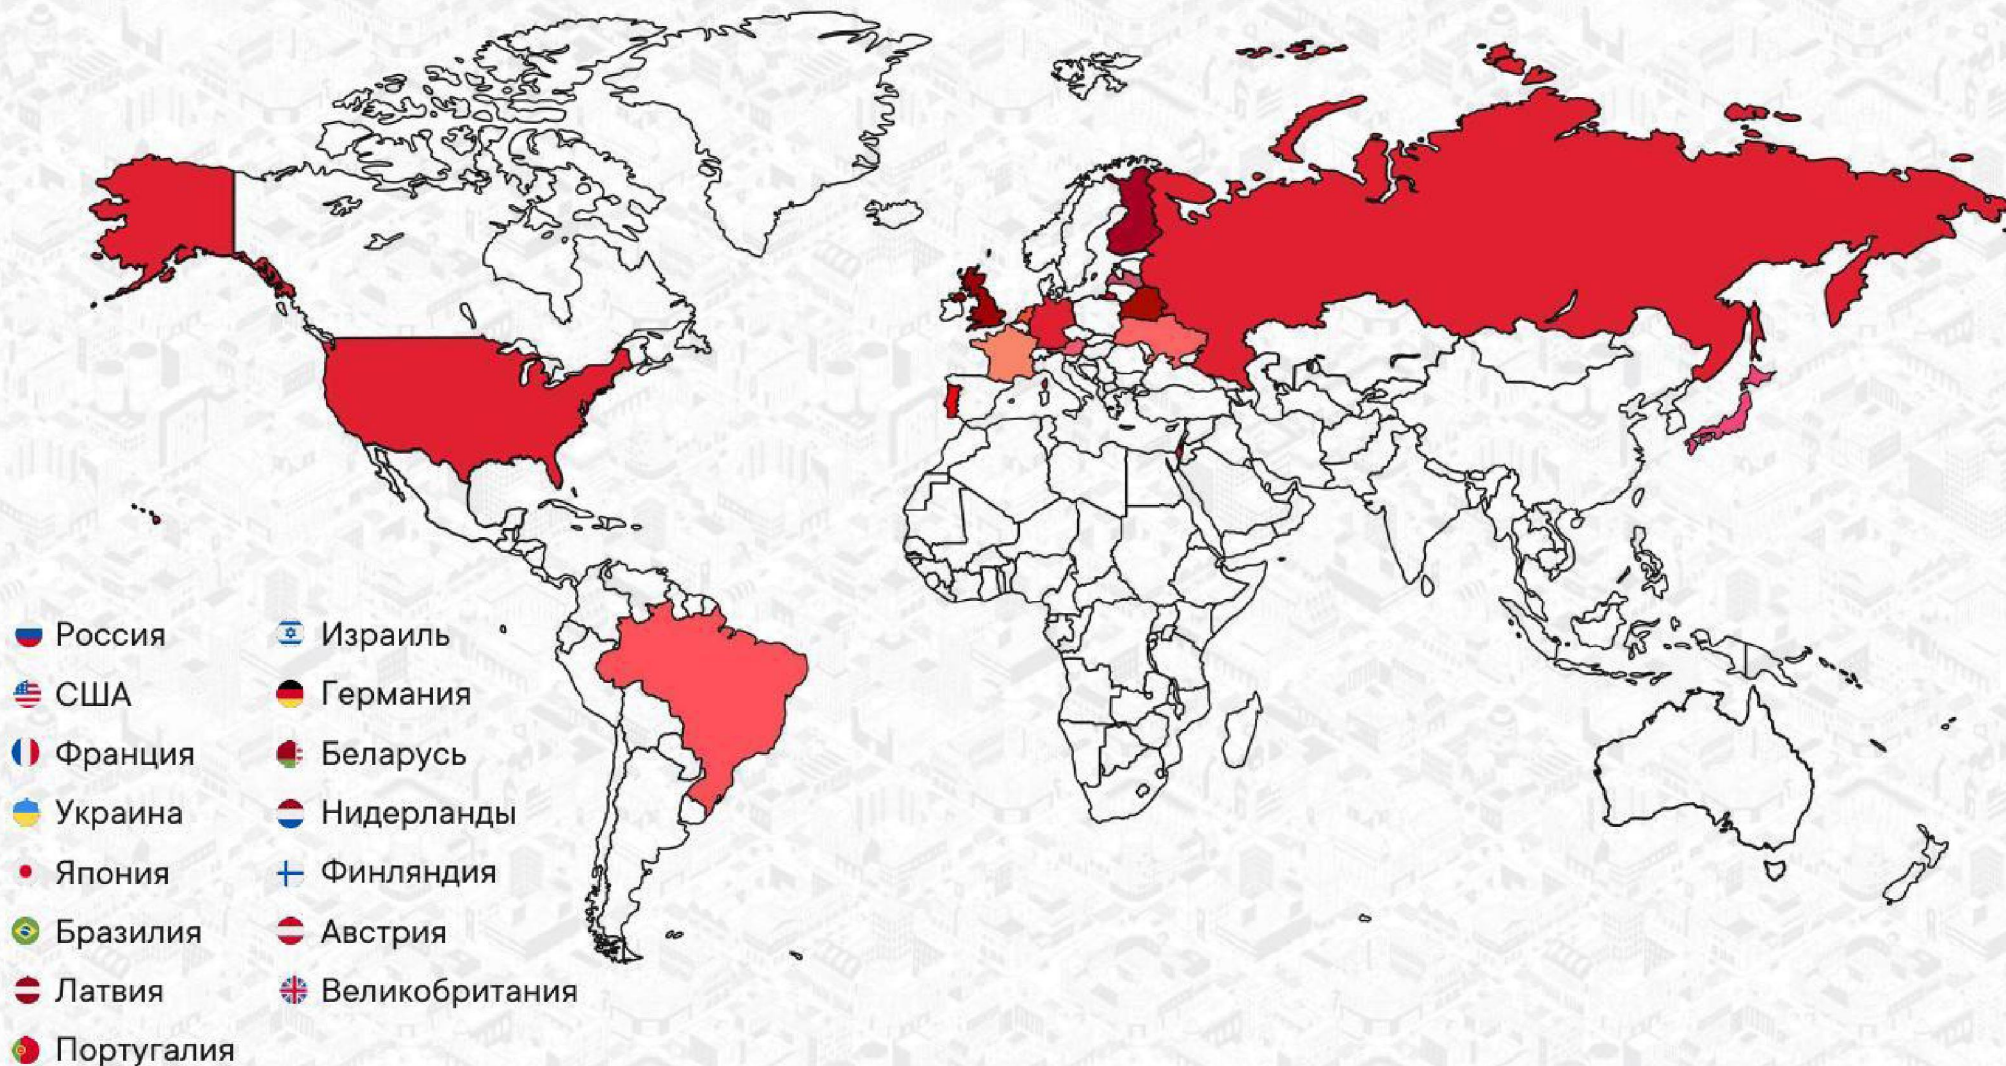 Россия
США
Франция
Украина
Япония
Бразилия
Латвия
Португалия
Израиль
Германия
Беларусь
Нидерланды
Финляндия
Австрия
Великобритания